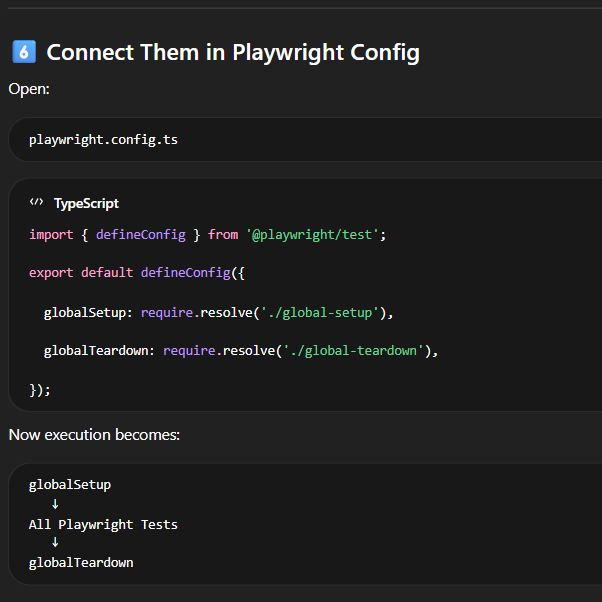 6 Connect Them in Playwright Config
Open:
playwright.config.ts
</> TypeScript
import { defineConfig } from '@playwright/test';
export default defineConfig({
globalSetup: require.resolve('./global-setup'),
globalTeardown: require.resolve('./global-teardown'),
});
Now execution becomes:
globalSetup
↓
All Playwright Tests
↓
globalTeardown